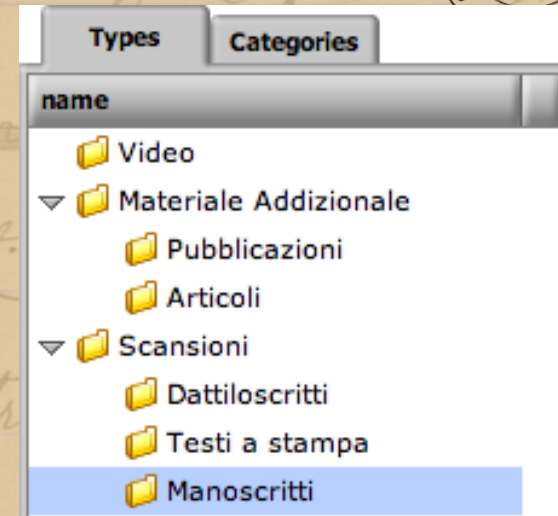 Types Categories
name
Video
Materiale Addizionale
Pubblicazioni
Articoli
Scansioni
Dattiloscritti
Testi a stampa
Manoscritti